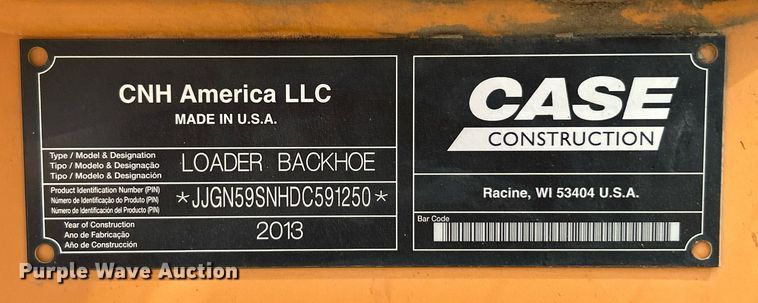 CNH America LLC
MADE IN U.S.A.
Type / Model & Designation
Tipo / Modelo & Designação
Tipo / Modelo & Designación
LOADER BACKHOE
Product Identification Number (PIN)
Número de Identificação do Produto (PIN)
Número de Identificación del Producto (PIN)
*JJGN59SNHDC591250*
Year of Construction
Ano de Fabricação
Año de Construcción
2013
CASE
CONSTRUCTION
Racine, WI 53404 U.S.A.
Bar Code
Purple Wave Auction